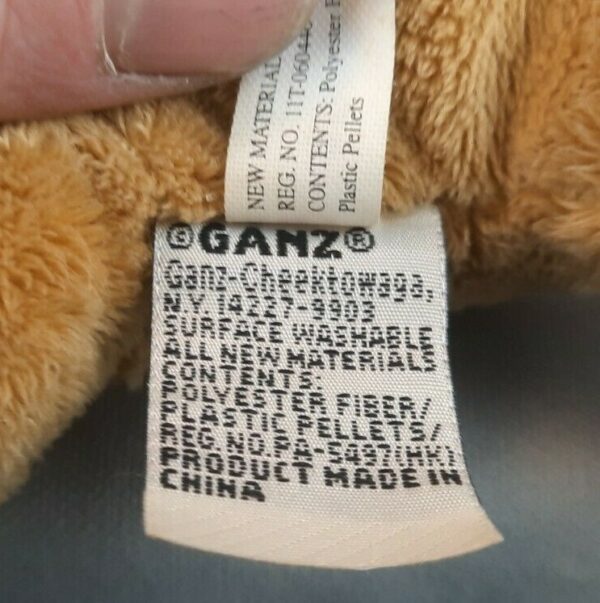 NEW MATERIAL
REG. NO. 11T-0604
CONTENTS: Polyester
Plastic Pellets
©GANZ®
Ganz-Cheektowaga,
N.Y. 14227-9903
SURFACE WASHABLE
ALL NEW MATERIALS
CONTENTS:
POLYESTER FIBER/
PLASTIC PELLETS/
REG. NO. PA-5497(HK)
PRODUCT MADE IN
CHINA